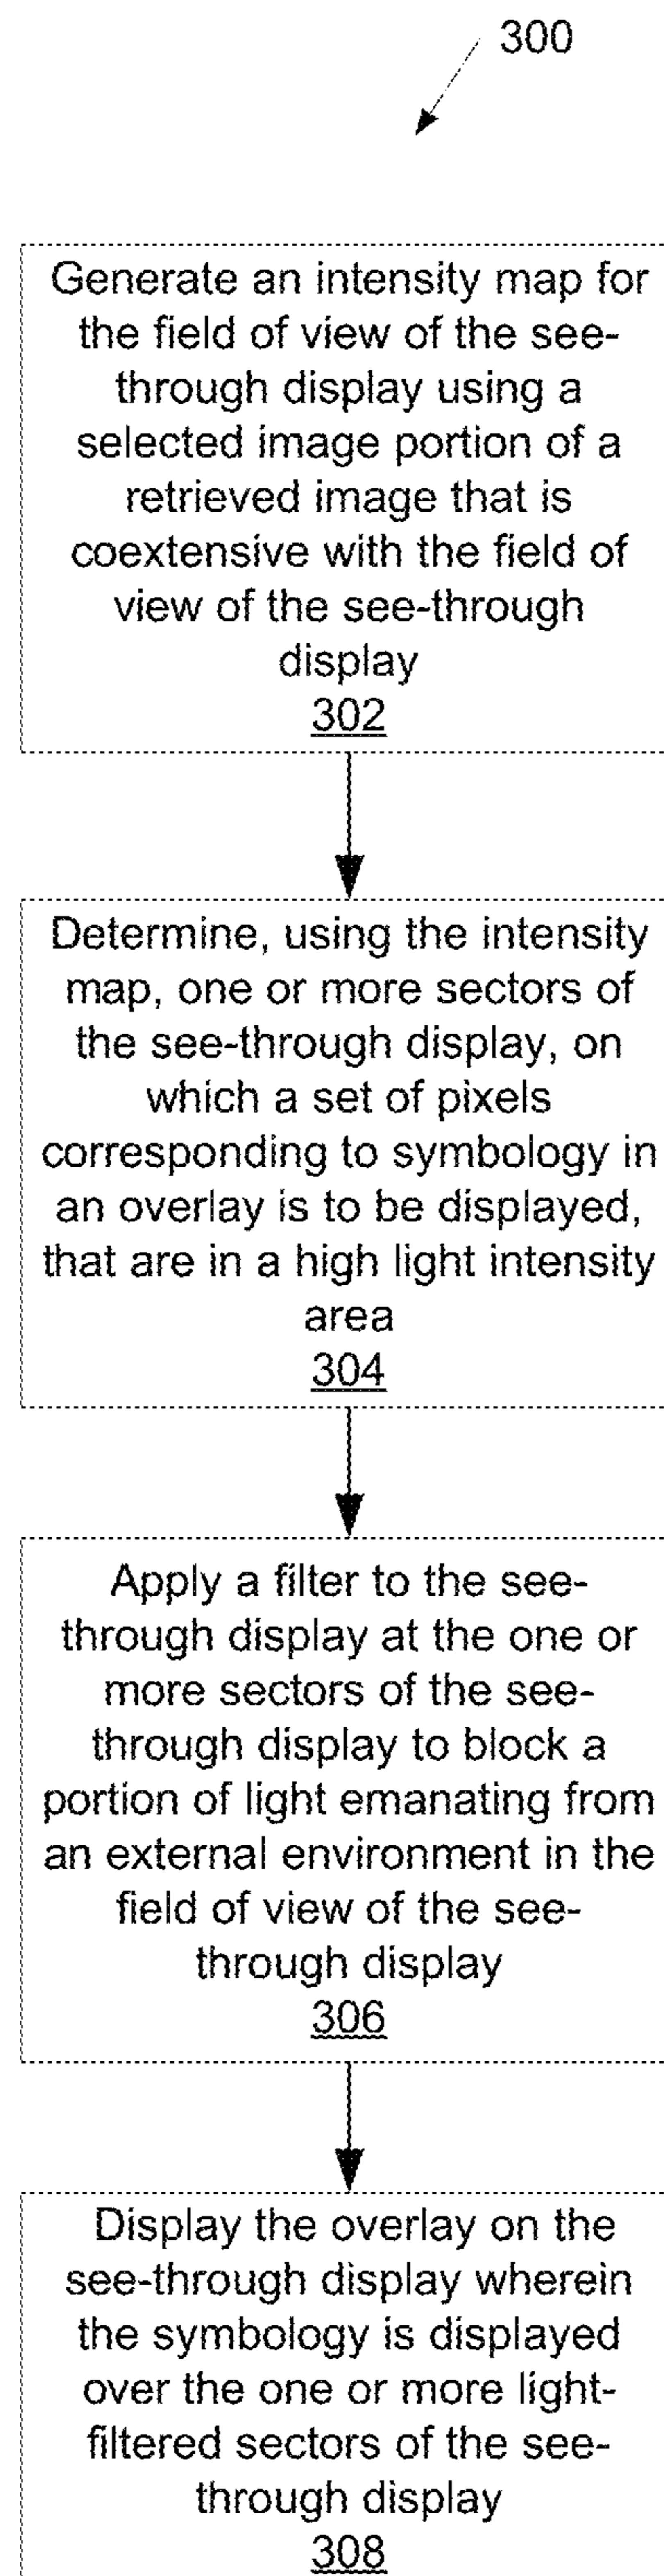 300
Generate an intensity map for
the field of view of the see-
through display using a
selected image portion of a
retrieved image that is
coextensive with the field of
view of the see-through
display
302
Determine, using the intensity
map, one or more sectors of
the see-through display, on
which a set of pixels
corresponding to symbology in
an overlay is to be displayed,
that are in a high light intensity
area
304
Apply a filter to the see-
through display at the one or
more sectors of the see-
through display to block a
portion of light emanating from
an external environment in the
field of view of the see-
through display
306
Display the overlay on the
see-through display wherein
the symbology is displayed
over the one or more light-
filtered sectors of the see-
through display
308